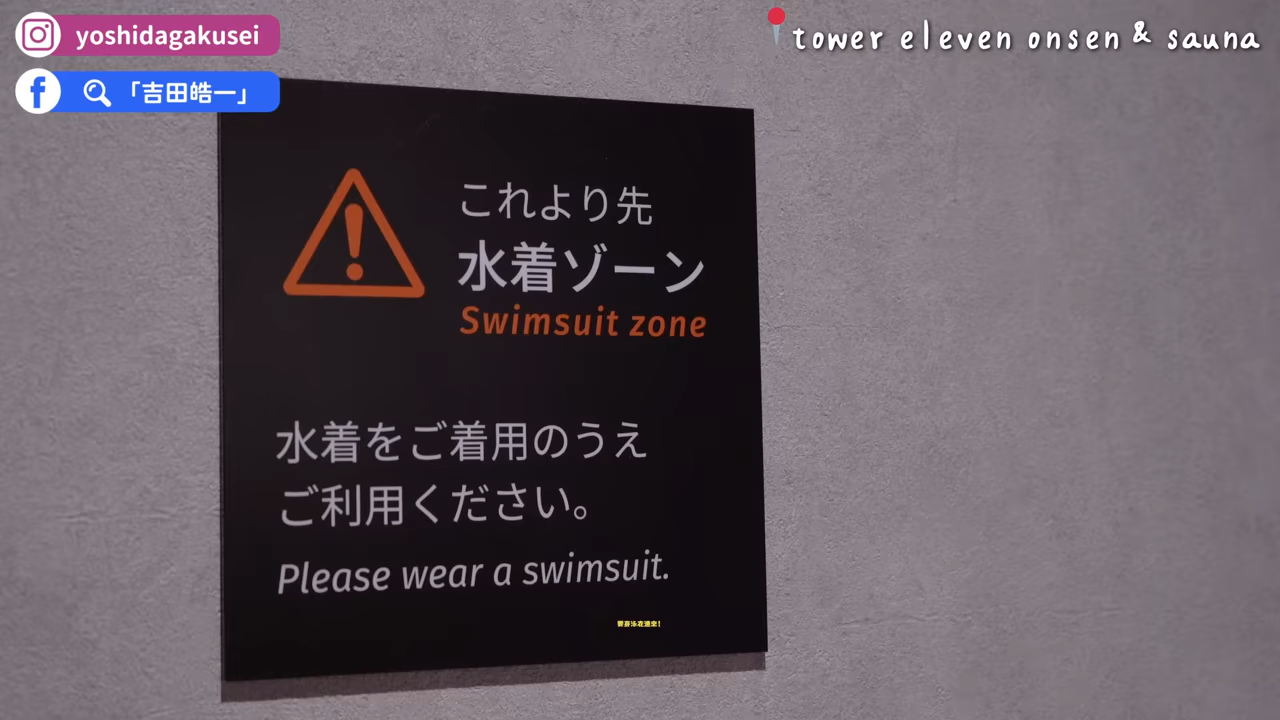 yoshidagakusei
「吉田皓一」
tower eleven onsen & sauna
これより先
水着ゾーン
Swimsuit zone
水着をご着用のうえ
ご利用ください。
Please wear a swimsuit.